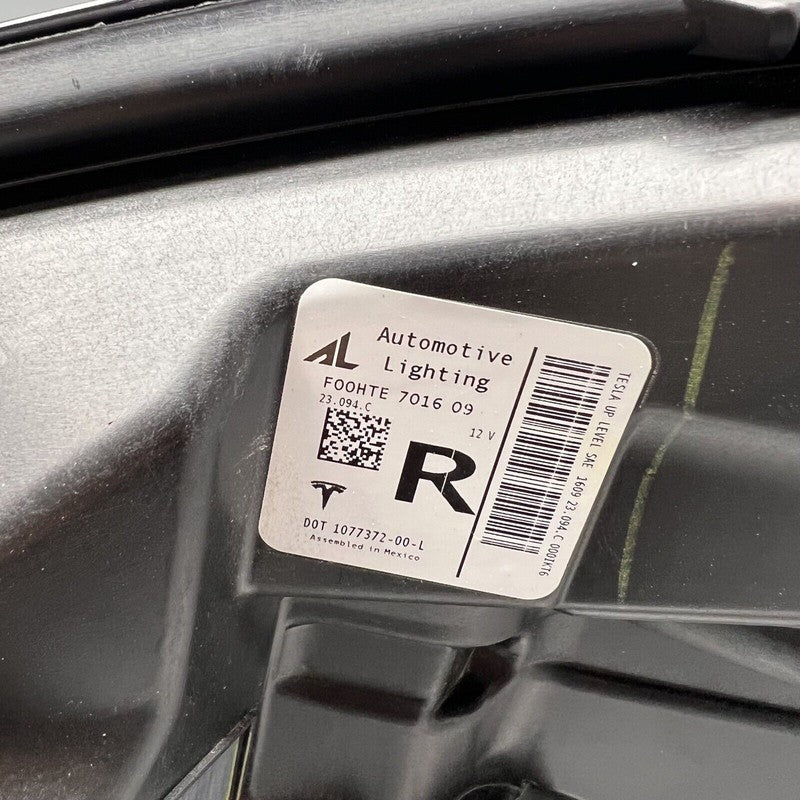 AL Automotive
Lighting
FOOHTE 7016 09
23.094.C
12 V
R
DOT 1077372-00-L
Assembled in Mexico
TESLA UP LEVEL SAE 1609 23.094.C 0001KT6